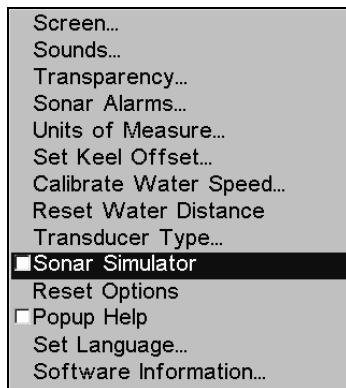 Screen...
Sounds...
Transparency...
Sonar Alarms...
Units of Measure...
Set Keel Offset...
Calibrate Water Speed...
Reset Water Distance
Transducer Type...
Sonar Simulator
Reset Options
Popup Help
Set Language...
Software Information...